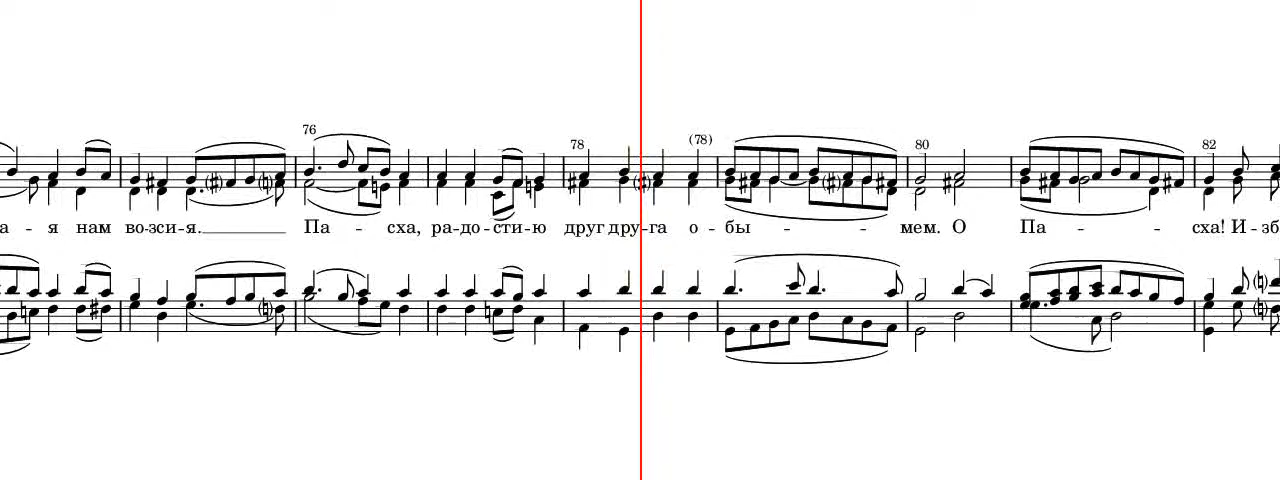 76 78 (78) 80 82
а - я нам во-зси-я. Па - сха, ра-до-сти-ю друг дру-га о - бы - - - - мем. О Па - - - - сха! И-зб